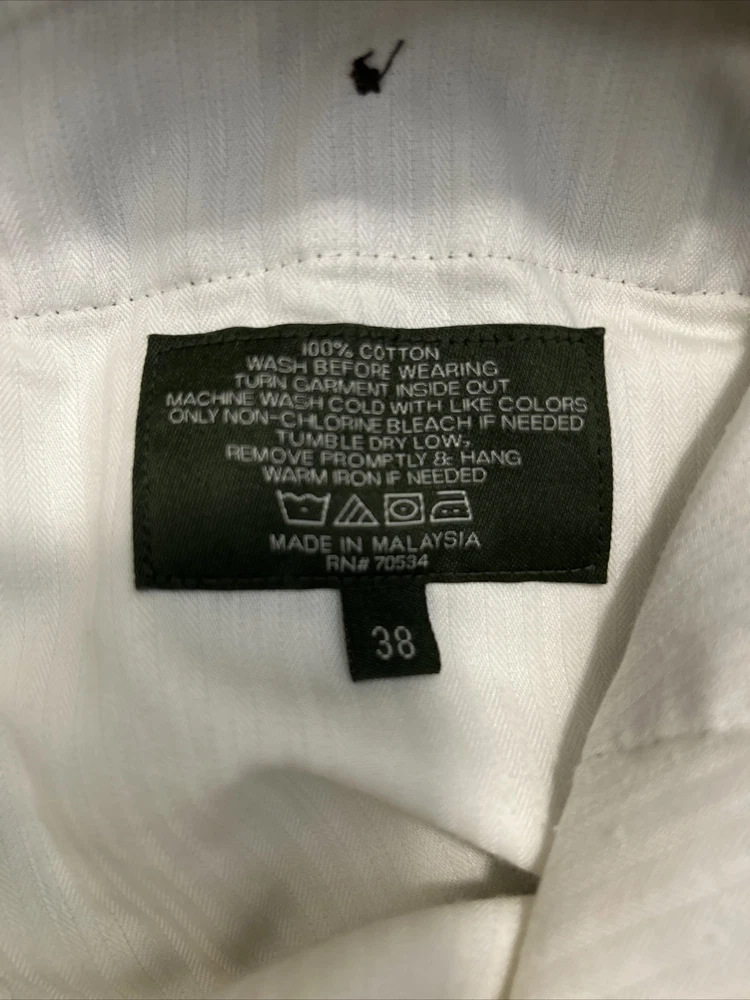 100% COTTON
WASH BEFORE WEARING
TURN GARMENT INSIDE OUT
MACHINE WASH COLD WITH LIKE COLORS
ONLY NON-CHLORINE BLEACH IF NEEDED
TUMBLE DRY LOW,
REMOVE PROMPTLY & HANG
WARM IRON IF NEEDED
MADE IN MALAYSIA
RN# 70534
38